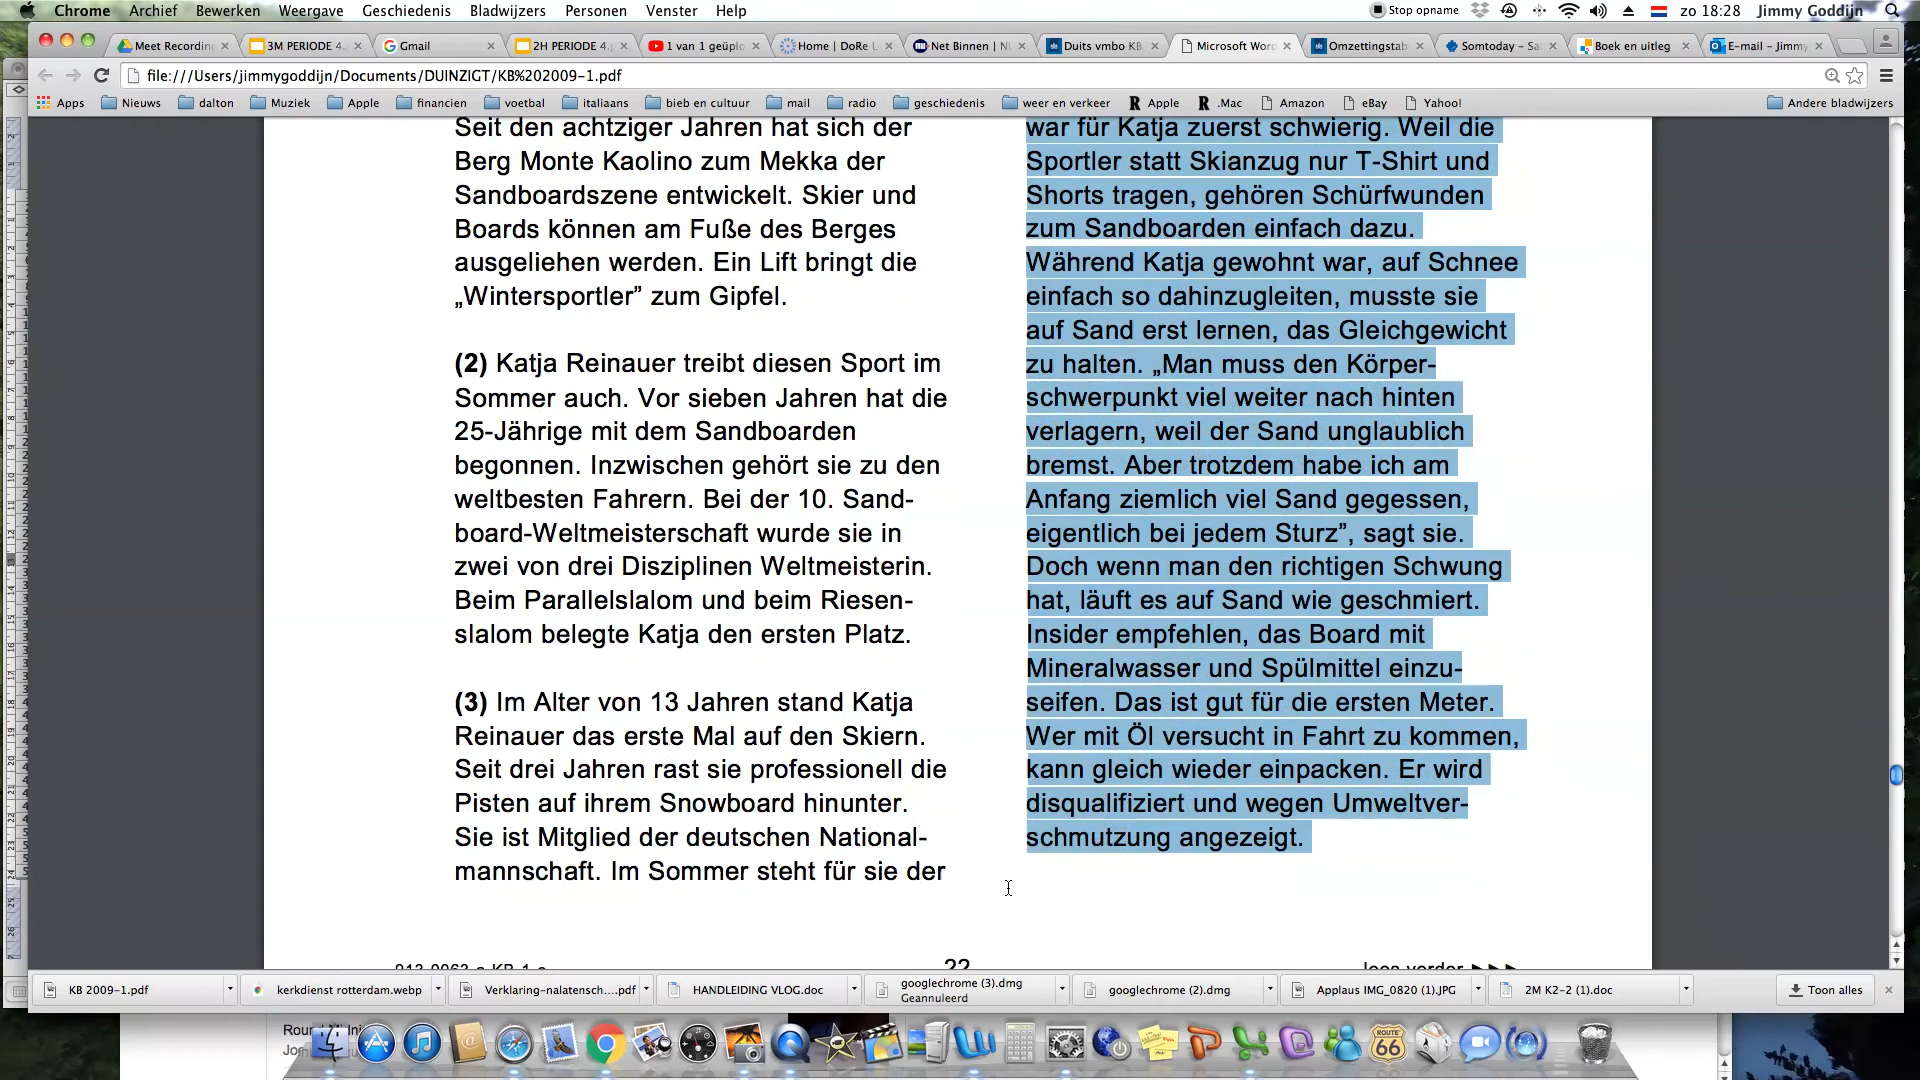 Chrome Archief Bewerken Weergave Geschiedenis Bladwijzers Personen Venster Help Stop opname zo 18:28 Jimmy Goddijn
Meet Recording 3M PERIODE 4. Gmail 2H PERIODE 4. 1 van 1 geüplo Home | DoRe L Net Binnen | N Duits vmbo KB Microsoft Wor Omzettingstab Somtoday - Sa Boek en uitleg E-mail - Jimmy
file:///Users/jimmygoddijn/Documents/DUINZIGT/KB%202009-1.pdf
Apps Nieuws dalton Muziek Apple financien voetbal italiaans bieb en cultuur mail radio geschiedenis weer en verkeer Apple .Mac Amazon eBay Yahoo! Andere bladwijzers
Seit den achtziger Jahren hat sich der
Berg Monte Kaolino zum Mekka der
Sandboardszene entwickelt. Skier und
Boards können am Fuße des Berges
ausgeliehen werden. Ein Lift bringt die
„Wintersportler” zum Gipfel.
(2) Katja Reinauer treibt diesen Sport im
Sommer auch. Vor sieben Jahren hat die
25-Jährige mit dem Sandboarden
begonnen. Inzwischen gehört sie zu den
weltbesten Fahrern. Bei der 10. Sand-
board-Weltmeisterschaft wurde sie in
zwei von drei Disziplinen Weltmeisterin.
Beim Parallelslalom und beim Riesen-
slalom belegte Katja den ersten Platz.
(3) Im Alter von 13 Jahren stand Katja
Reinauer das erste Mal auf den Skiern.
Seit drei Jahren rast sie professionell die
Pisten auf ihrem Snowboard hinunter.
Sie ist Mitglied der deutschen National-
mannschaft. Im Sommer steht für sie der
war für Katja zuerst schwierig. Weil die
Sportler statt Skianzug nur T-Shirt und
Shorts tragen, gehören Schürfwunden
zum Sandboarden einfach dazu.
Während Katja gewohnt war, auf Schnee
einfach so dahinzugleiten, musste sie
auf Sand erst lernen, das Gleichgewicht
zu halten. „Man muss den Körper-
schwerpunkt viel weiter nach hinten
verlagern, weil der Sand unglaublich
bremst. Aber trotzdem habe ich am
Anfang ziemlich viel Sand gegessen,
eigentlich bei jedem Sturz”, sagt sie.
Doch wenn man den richtigen Schwung
hat, läuft es auf Sand wie geschmiert.
Insider empfehlen, das Board mit
Mineralwasser und Spülmittel einzu-
seifen. Das ist gut für die ersten Meter.
Wer mit Öl versucht in Fahrt zu kommen,
kann gleich wieder einpacken. Er wird
disqualifiziert und wegen Umweltver-
schmutzung angezeigt.
22 lees verder ►►►
KB 2009-1.pdf kerkdienst rotterdam.webp Verklaring-nalatensch....pdf HANDLEIDING VLOG.doc googlechrome (3).dmg Geannuleerd googlechrome (2).dmg Applaus IMG_0820 (1).JPG 2M K2-2 (1).doc Toon alles
ROUTE 66